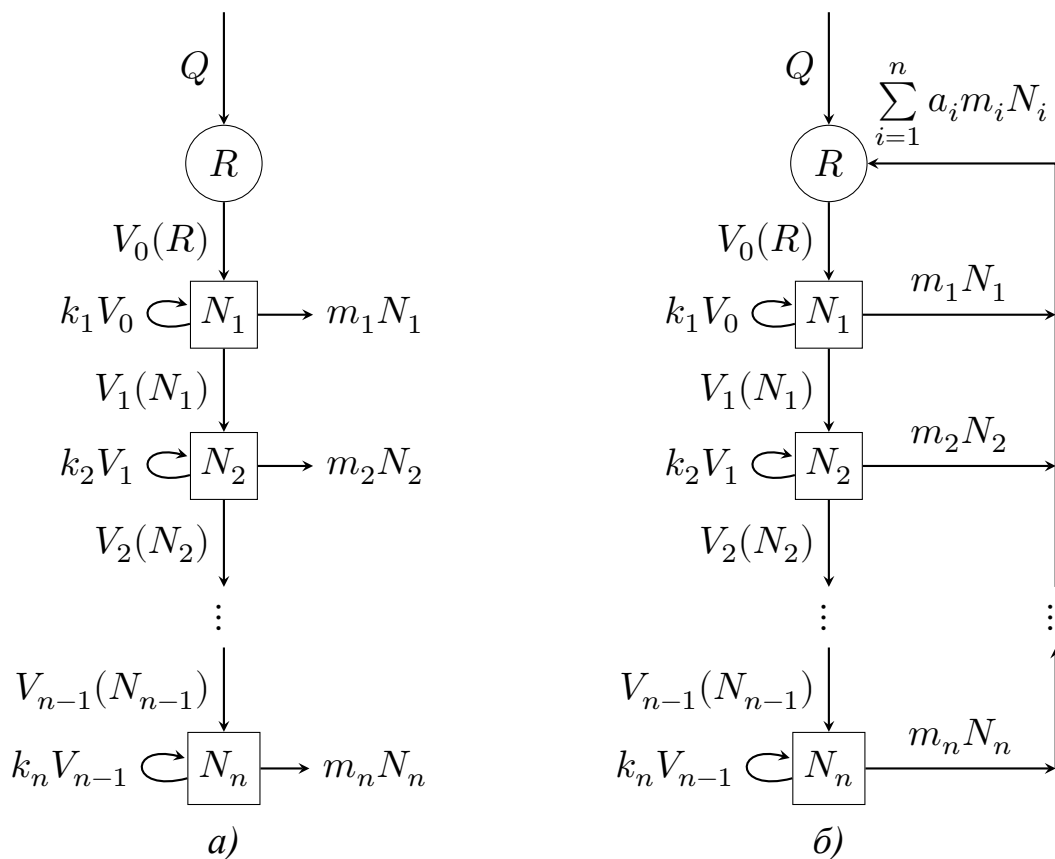 Q
R
V_0(R)
k_1V_0
N_1
m_1N_1
V_1(N_1)
k_2V_1
N_2
m_2N_2
V_2(N_2)
⋮
V_{n−1}(N_{n−1})
k_nV_{n−1}
N_n
m_nN_n
а)
Q
\sum_{i=1}^{n} a_im_iN_i
R
V_0(R)
k_1V_0
N_1
m_1N_1
V_1(N_1)
k_2V_1
N_2
m_2N_2
V_2(N_2)
⋮
⋮
V_{n−1}(N_{n−1})
k_nV_{n−1}
N_n
m_nN_n
б)